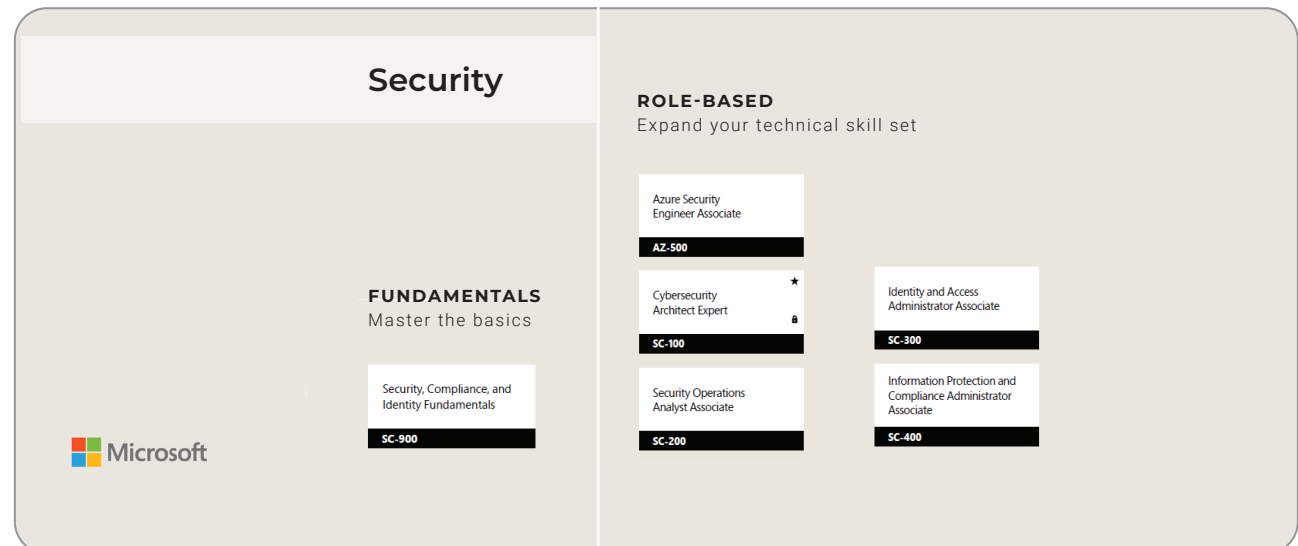 Security
FUNDAMENTALS
Master the basics
Security, Compliance, and
Identity Fundamentals
SC-900
Microsoft
ROLE-BASED
Expand your technical skill set
Azure Security
Engineer Associate
AZ-500
Cybersecurity
Architect Expert
SC-100
Security Operations
Analyst Associate
SC-200
Identity and Access
Administrator Associate
SC-300
Information Protection and
Compliance Administrator
Associate
SC-400